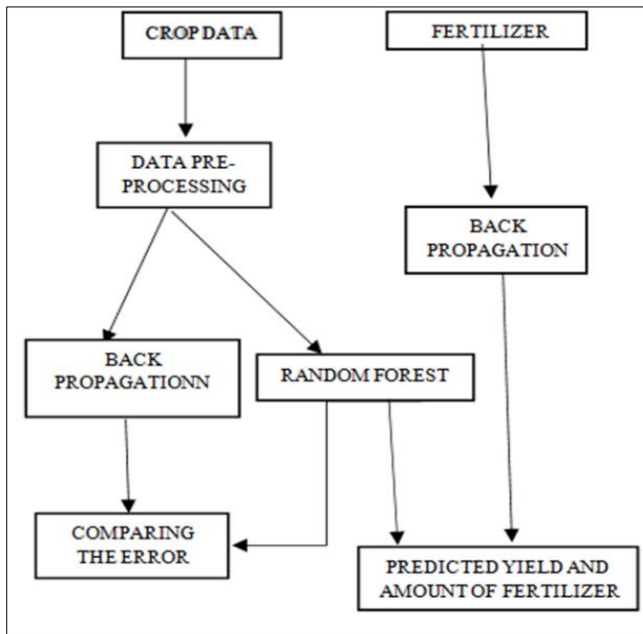 CROP DATA
FERTILIZER
DATA PRE-
PROCESSING
BACK
PROPAGATION
BACK
PROPAGATIONN
RANDOM FOREST
COMPARING
THE ERROR
PREDICTED YIELD AND
AMOUNT OF FERTILIZER